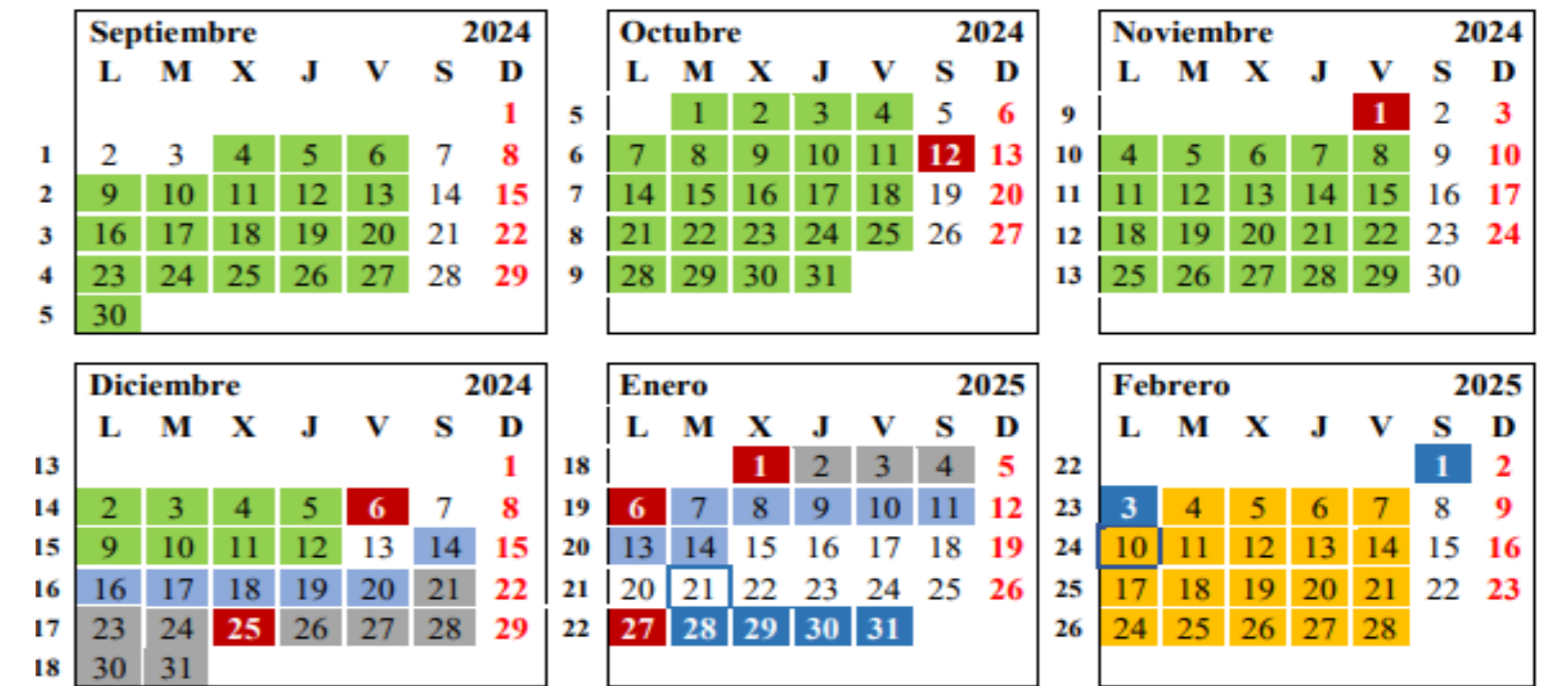 Septiembre 2024
L M X J V S D
1
1 2 3 4 5 6 7 8
2 9 10 11 12 13 14 15
3 16 17 18 19 20 21 22
4 23 24 25 26 27 28 29
5 30
Octubre 2024
L M X J V S D
5 1 2 3 4 5 6
6 7 8 9 10 11 12 13
7 14 15 16 17 18 19 20
8 21 22 23 24 25 26 27
9 28 29 30 31
Noviembre 2024
L M X J V S D
9 1 2 3
10 4 5 6 7 8 9 10
11 11 12 13 14 15 16 17
12 18 19 20 21 22 23 24
13 25 26 27 28 29 30
Diciembre 2024
L M X J V S D
13 1
14 2 3 4 5 6 7 8
15 9 10 11 12 13 14 15
16 16 17 18 19 20 21 22
17 23 24 25 26 27 28 29
18 30 31
Enero 2025
L M X J V S D
18 1 2 3 4 5
19 6 7 8 9 10 11 12
20 13 14 15 16 17 18 19
21 20 21 22 23 24 25 26
22 27 28 29 30 31
Febrero 2025
L M X J V S D
22 1 2
23 3 4 5 6 7 8 9
24 10 11 12 13 14 15 16
25 17 18 19 20 21 22 23
26 24 25 26 27 28